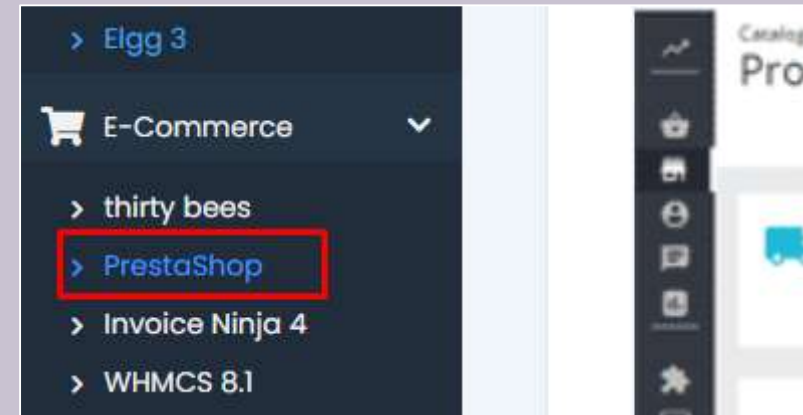 Elgg 3
E-Commerce
thirty bees
PrestaShop
Invoice Ninja 4
WHMCS 8.1
Catalog
Pro